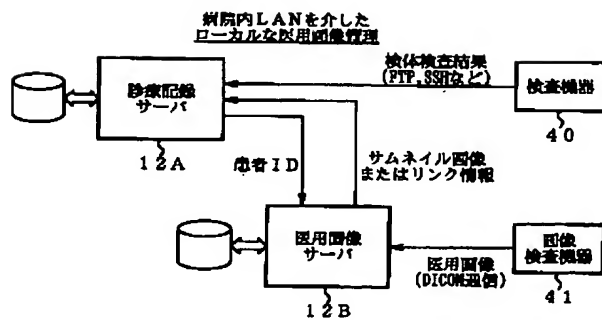 病院内LANを介した
ローカルな医用画像管理
検体検査結果
(FTP,SSHなど)
検査機器
40
診療記録
サーバ
12A
患者ID
サムネイル画像
またはリンク情報
医用画像
サーバ
12B
医用画像
(DICOM通信)
画像
検査機器
41